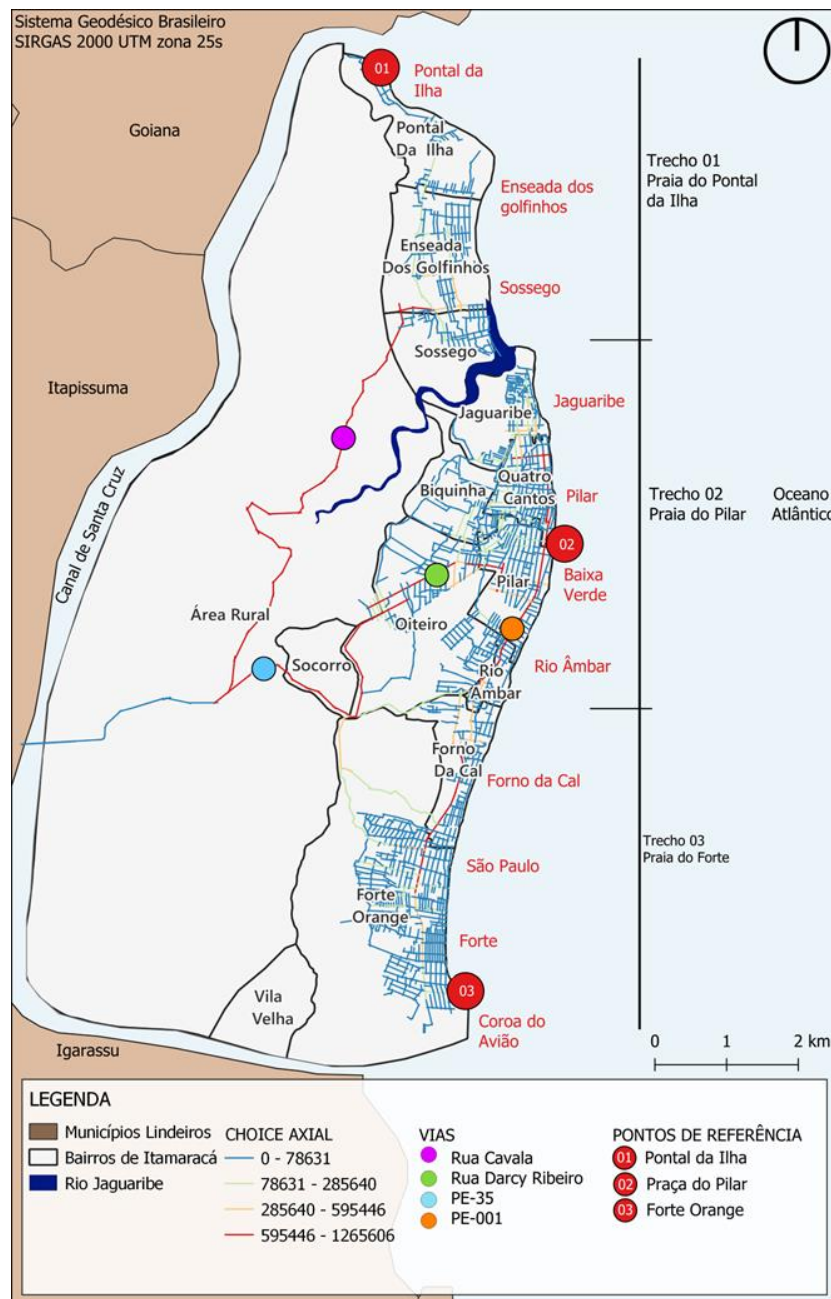 Sistema Geodésico Brasileiro
SIRGAS 2000 UTM zona 25s
01
Pontal da
Ilha
Goiana
Pontal
Da Ilha
Trecho 01
Praia do Pontal
da Ilha
Enseada dos
golfinhos
Enseada
Dos Golfinhos
Sossego
Sossego
Itapissuma
Jaguaribe
Jaguaribe
Quatro
Cantos
Biquinha
Pilar
Trecho 02
Praia do Pilar
Oceano
Atlântico
Canal de Santa Cruz
02
Baixa
Verde
Pilar
Área Rural
Oiteiro
Socorro
Rio
Ambar
Rio Âmbar
Forno
Da Cal
Forno da Cal
Trecho 03
Praia do Forte
São Paulo
Forte
Orange
Forte
03
Vila
Velha
Coroa do
Avião
0 1 2 km
Igarassu
LEGENDA
Municípios Lindeiros
Bairros de Itamaracá
Rio Jaguaribe
CHOICE AXIAL
0 - 78631
78631 - 285640
285640 - 595446
595446 - 1265606
VIAS
Rua Cavala
Rua Darcy Ribeiro
PE-35
PE-001
PONTOS DE REFERÊNCIA
01 Pontal da Ilha
02 Praça do Pilar
03 Forte Orange